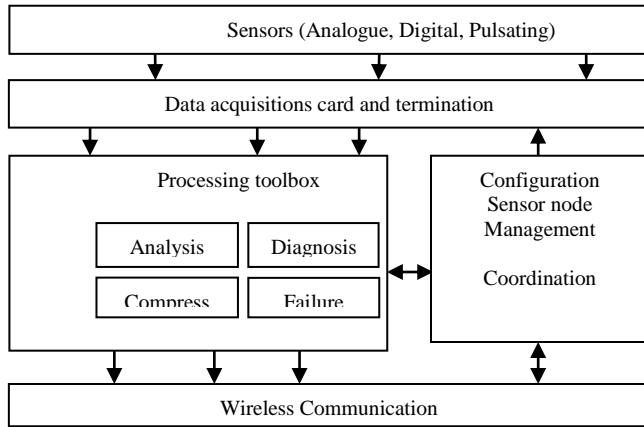 Sensors (Analogue, Digital, Pulsating)
Data acquisitions card and termination
Processing toolbox
Analysis
Diagnosis
Compress
Failure
Configuration
Sensor node
Management
Coordination
Wireless Communication